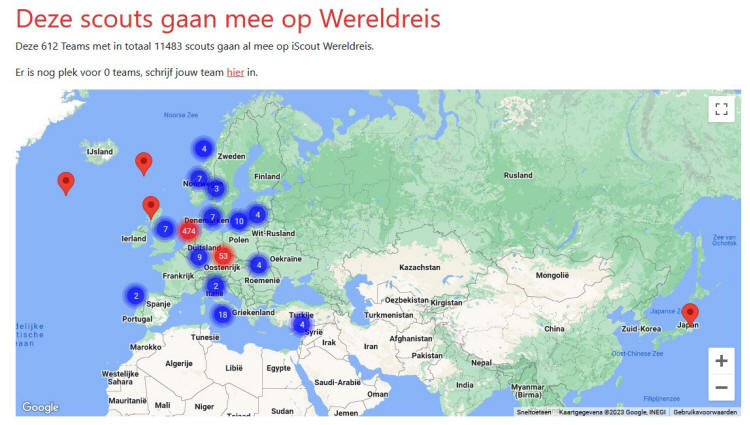 Deze scouts gaan mee op Wereldreis
Deze 612 Teams met in totaal 11483 scouts gaan al mee op iScout Wereldreis.
Er is nog plek voor 0 teams, schrijf jouw team hier in.
Noorse Zee
IJsland
4
Zweden
7
3
Finland
Rusland
7
10
4
Denemarken
7
474
Wit-Rusland
Ierland
Polen
Zee van Ochotsk
Duitsland
9
53
4
Oekraïne
Oostenrijk
Frankrijk
Kazachstan
Mongolië
Roemenië
2
Italië
2
Spanje
Oezbekistan
Kirgistan
Portugal
18
Griekenland
Turkije
4
Turkmenistan
Japan
China
Zuid-Korea
delijke
tische
eaan
Syrië
Tunesië
Marokko
Irak
Iran
Afghanistan
Pakistan
Oost-Chinese Zee
Algerije
Libië
Egypte
Nepal
Westelijke
Sahara
Saudi-Arabië
Oman
India
Myanmar
(Birma)
Mauritanië
Mali
Niger
Sudan
Jemen
Filipijnenzee
+
−
Google
Sneltoetsen
Kaartgegevens ©2023 Google, INEGI
Gebruiksvoorwaarden